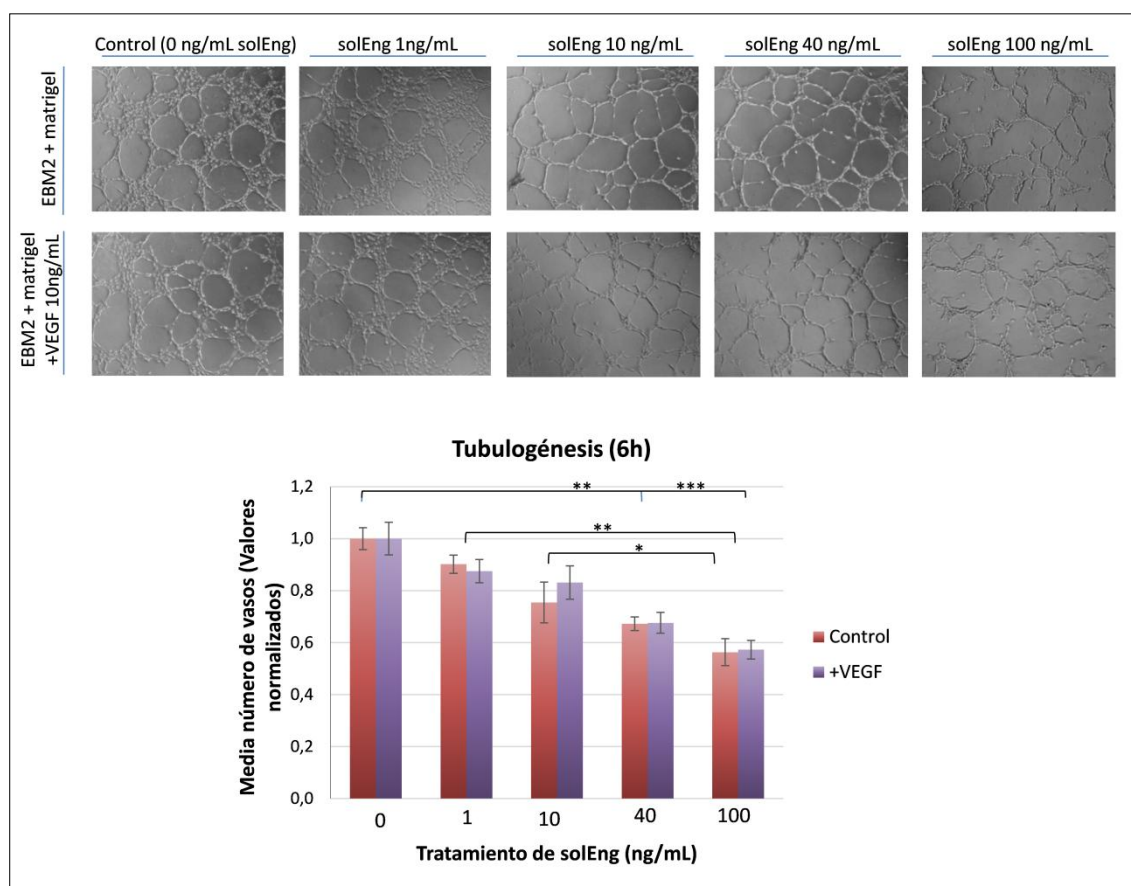 Control (0 ng/mL solEng)
solEng 1ng/mL
solEng 10 ng/mL
solEng 40 ng/mL
solEng 100 ng/mL
EBM2 + matrigel
EBM2 + matrigel
+VEGF 10ng/mL
Tubulogénesis (6h)
Media número de vasos (Valores
normalizados)
1,2
1,0
0,8
0,6
0,4
0,2
0,0
** ***
**
*
0 1 10 40 100
Tratamiento de solEng (ng/mL)
Control
+VEGF